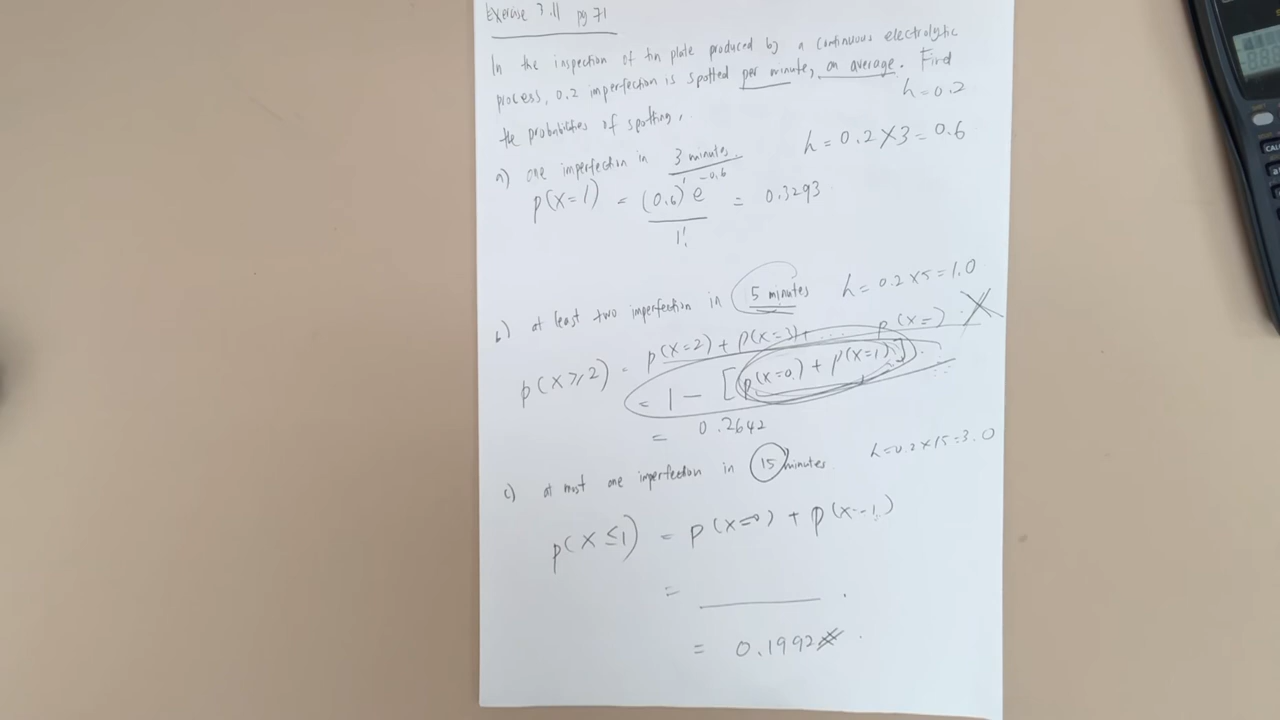 Exercise 3.11 pg 71
In the inspection of tin plate produced by a continuous electrolytic
process, 0.2 imperfection is spotted per minute, on average. Find
the probabilities of spotting,
λ = 0.2
a) one imperfection in 3 minutes
λ = 0.2 × 3 = 0.6
P(X=1) = (0.6)¹ e^-0.6 / 1! = 0.3293
b) at least two imperfection in 5 minutes λ = 0.2 × 5 = 1.0
P(X≥2) = P(X=2) + P(X=3) + ..... P(X=)
= 1 - [P(X=0) + P(X=1)]
= 0.2642
c) at most one imperfection in 15 minutes λ = 0.2 × 15 = 3.0
P(X≤1) = P(X=0) + P(X=1)
=
= 0.1992
CAL